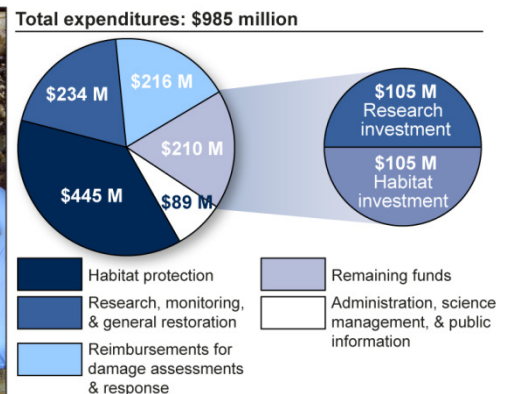 Total expenditures: $985 million
$216 M
$234 M
$210 M
$445 M
$89 M
$105 M
Research
investment
$105 M
Habitat
investment
Habitat protection
Research, monitoring,
& general restoration
Reimbursements for
damage assessments
& response
Remaining funds
Administration, science
management, & public
information